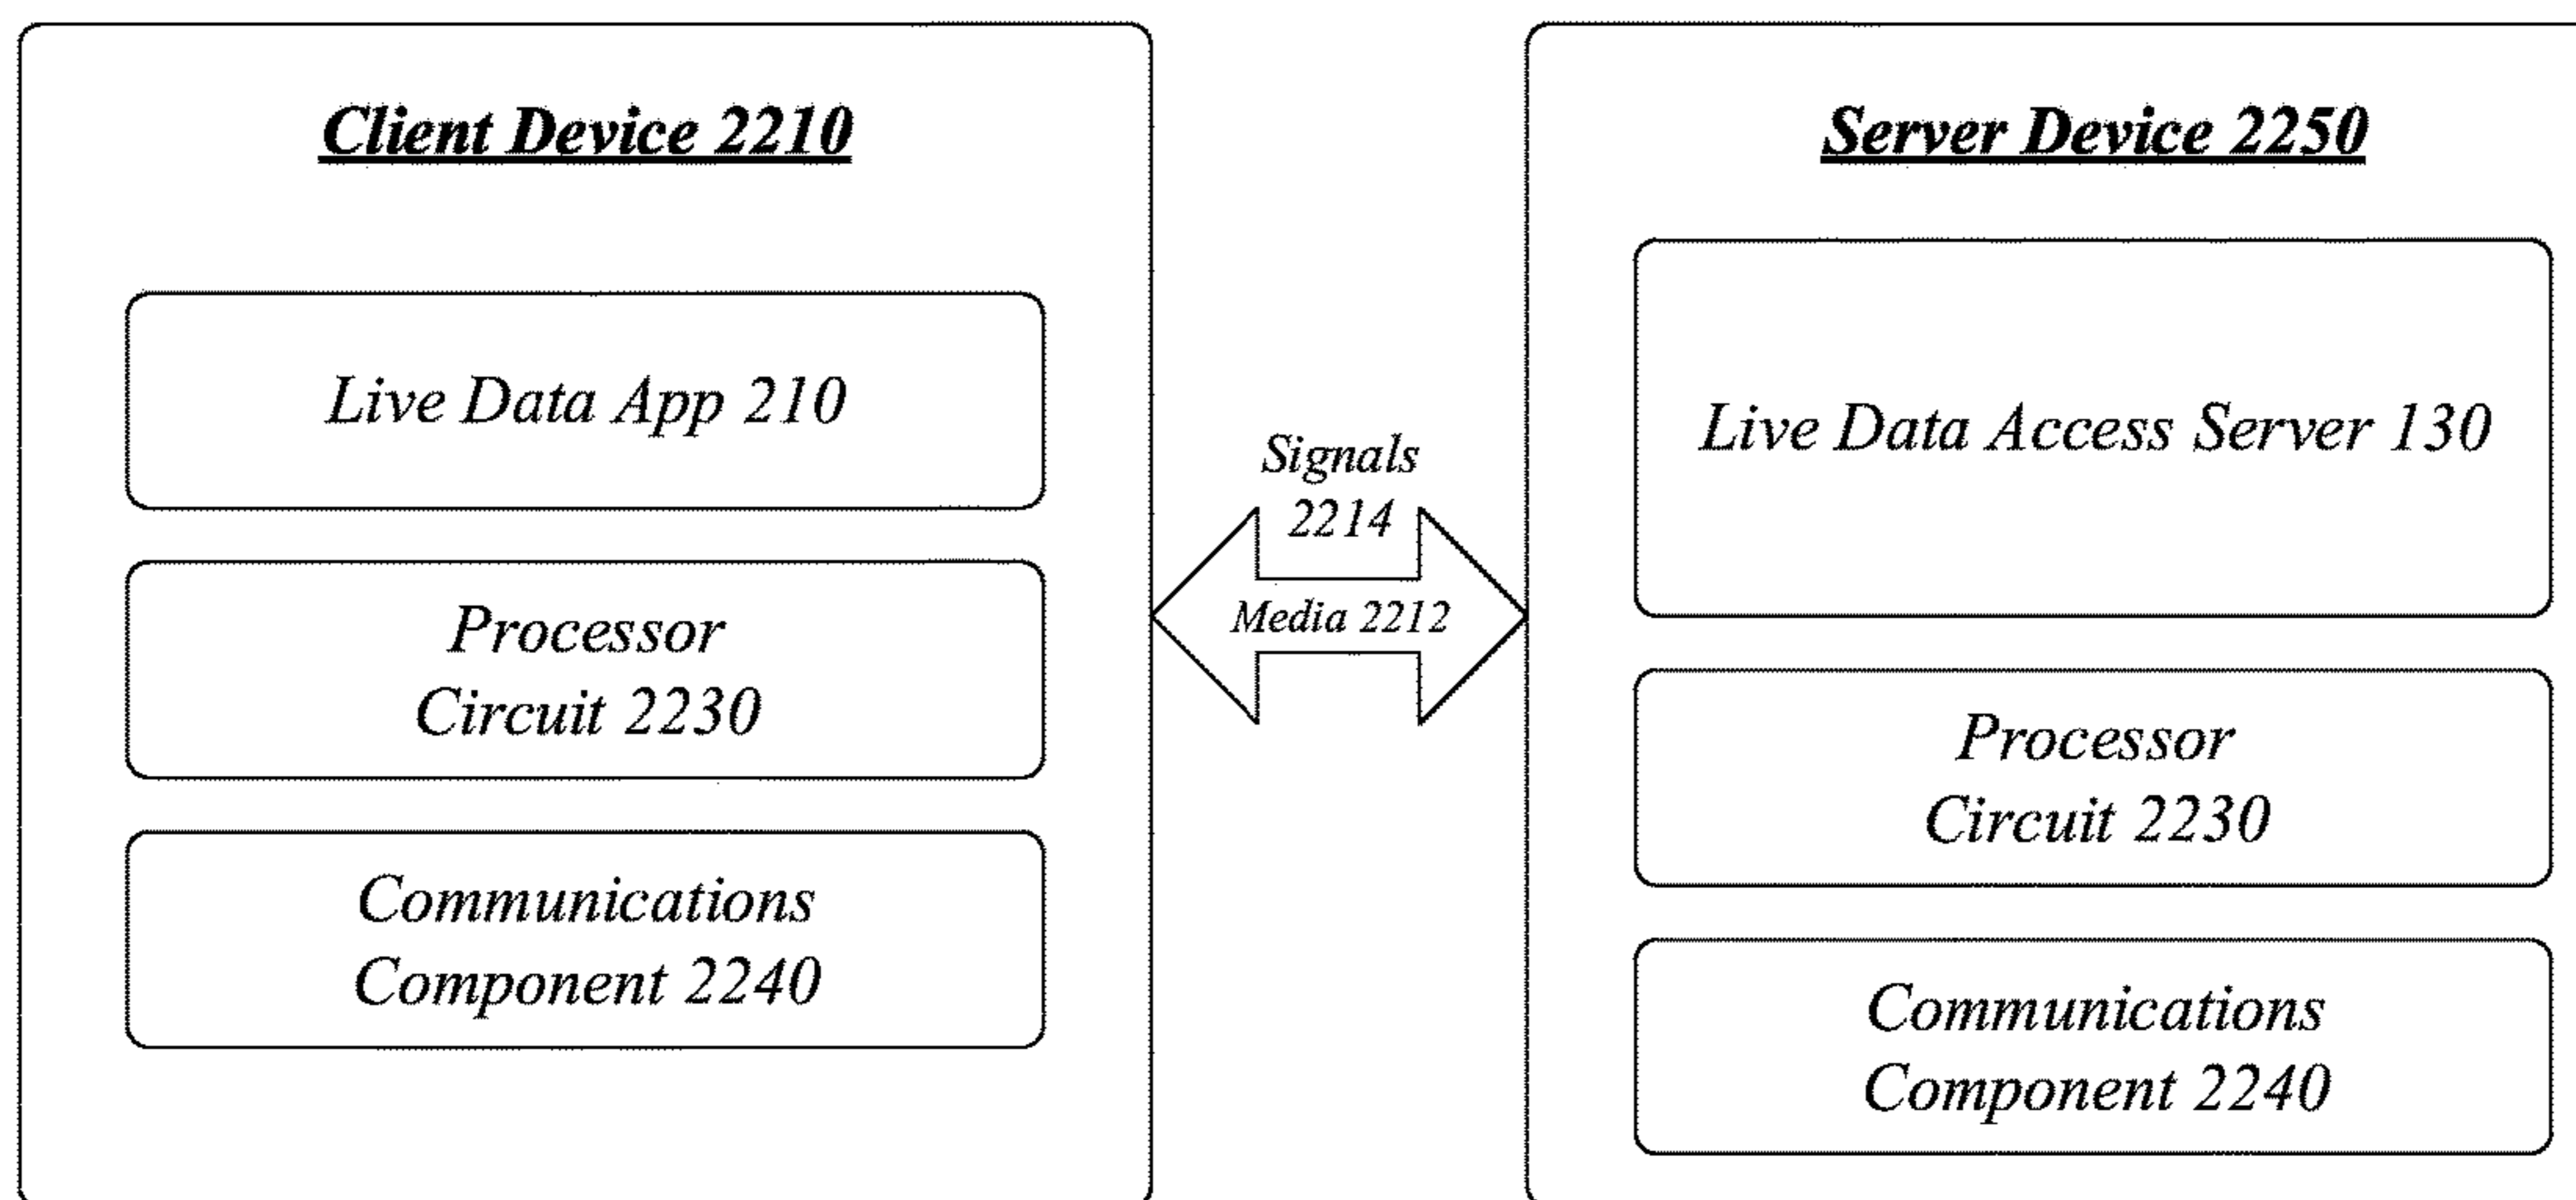 Client Device 2210
Live Data App 210
Processor
Circuit 2230
Communications
Component 2240
Signals
2214
Media 2212
Server Device 2250
Live Data Access Server 130
Processor
Circuit 2230
Communications
Component 2240